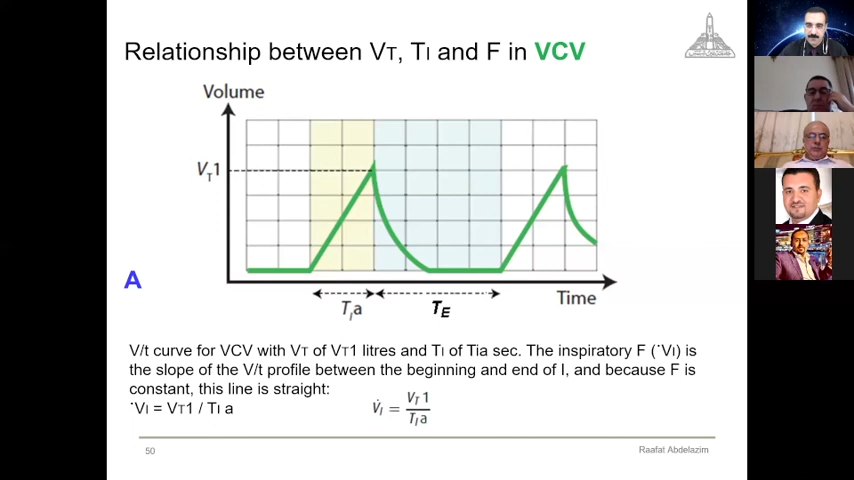 Relationship between VT, TI and F in VCV
Volume
VT1
A
TIa
TE
Time
V/t curve for VCV with VT of VT1 litres and TI of TIa sec. The inspiratory F (˙VI) is
the slope of the V/t profile between the beginning and end of I, and because F is
constant, this line is straight:
˙VI = VT1 / TI a
V̇I = VT1 / TIa
50
Raafat Abdelazim